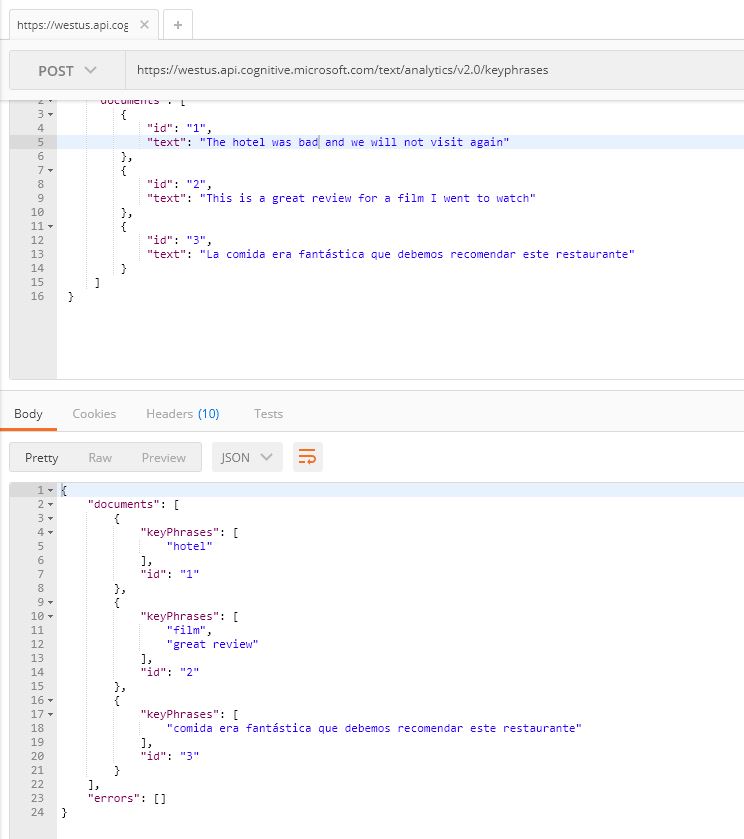 https://westus.api.cog × +
POST https://westus.api.cognitive.microsoft.com/text/analytics/v2.0/keyphrases
2 "documents": [
3 {
4 "id": "1",
5 "text": "The hotel was bad and we will not visit again"
6 },
7 {
8 "id": "2",
9 "text": "This is a great review for a film I went to watch"
10 },
11 {
12 "id": "3",
13 "text": "La comida era fantástica que debemos recomendar este restaurante"
14 }
15 ]
16 }
Body Cookies Headers (10) Tests
Pretty Raw Preview JSON
1 {
2 "documents": [
3 {
4 "keyPhrases": [
5 "hotel"
6 ],
7 "id": "1"
8 },
9 {
10 "keyPhrases": [
11 "film",
12 "great review"
13 ],
14 "id": "2"
15 },
16 {
17 "keyPhrases": [
18 "comida era fantástica que debemos recomendar este restaurante"
19 ],
20 "id": "3"
21 }
22 ],
23 "errors": []
24 }